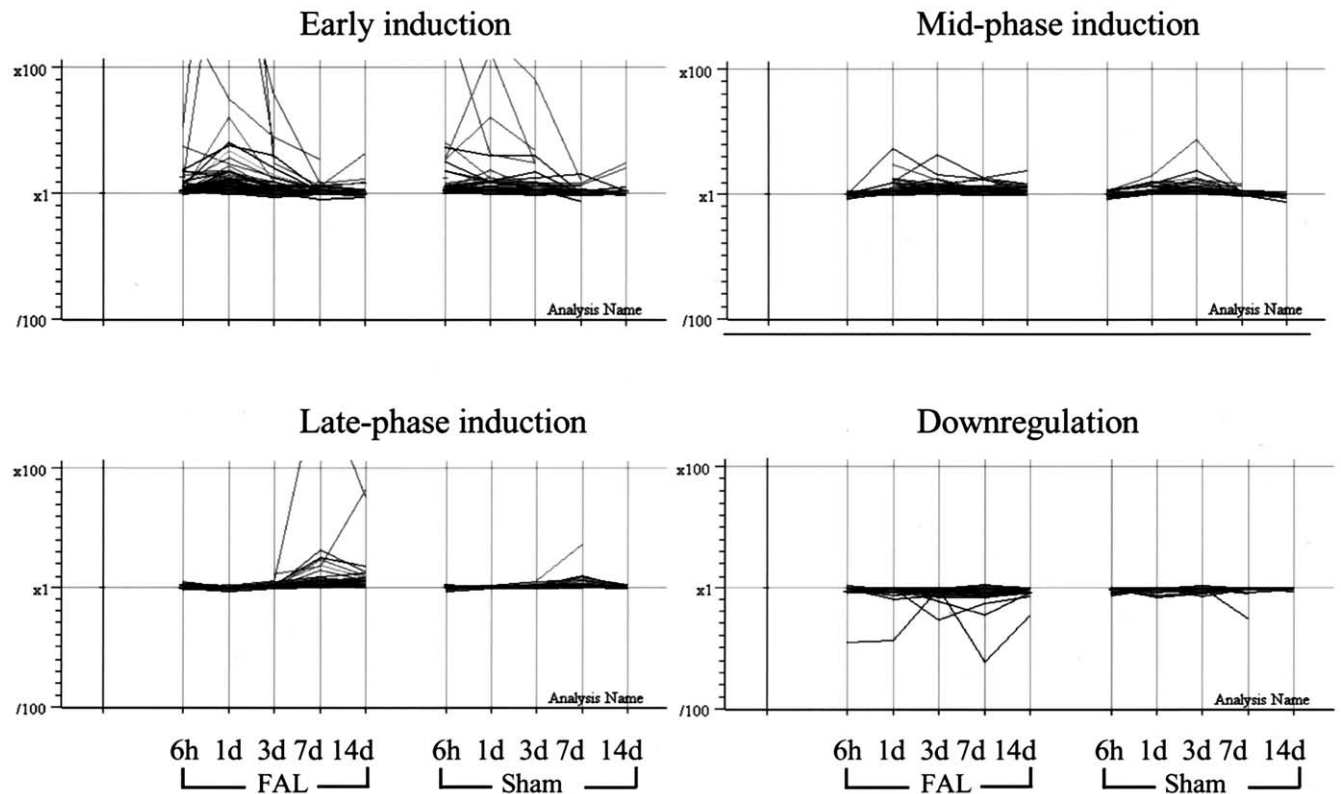 Early induction
Mid-phase induction
x100
x1
/100
Analysis Name
x100
x1
/100
Analysis Name
Late-phase induction
Downregulation
x100
x1
/100
Analysis Name
x100
x1
/100
Analysis Name
6h 1d 3d 7d 14d 6h 1d 3d 7d 14d
FAL Sham
6h 1d 3d 7d 14d 6h 1d 3d 7d 14d
FAL Sham